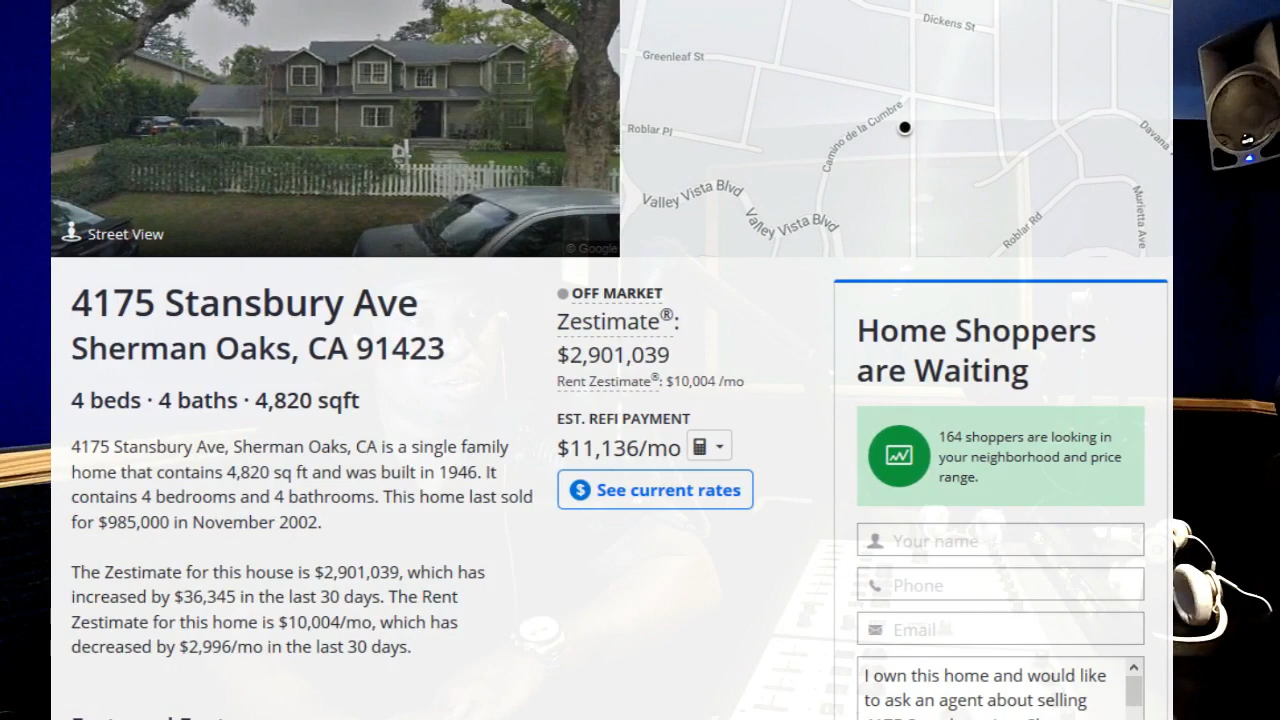 Dickens St
Greenleaf St
Camino de la Cumbre
Roblar Pl
Davana
Valley Vista Blvd
Valley Vista Blvd
Roblar Rd
Murietta Ave
Street View
© Google
4175 Stansbury Ave
Sherman Oaks, CA 91423
4 beds · 4 baths · 4,820 sqft
4175 Stansbury Ave, Sherman Oaks, CA is a single family
home that contains 4,820 sq ft and was built in 1946. It
contains 4 bedrooms and 4 bathrooms. This home last sold
for $985,000 in November 2002.
The Zestimate for this house is $2,901,039, which has
increased by $36,345 in the last 30 days. The Rent
Zestimate for this home is $10,004/mo, which has
decreased by $2,996/mo in the last 30 days.
OFF MARKET
Zestimate®:
$2,901,039
Rent Zestimate®: $10,004 /mo
EST. REFI PAYMENT
$11,136/mo
See current rates
Home Shoppers
are Waiting
164 shoppers are looking in
your neighborhood and price
range.
Your name
Phone
Email
I own this home and would like
to ask an agent about selling